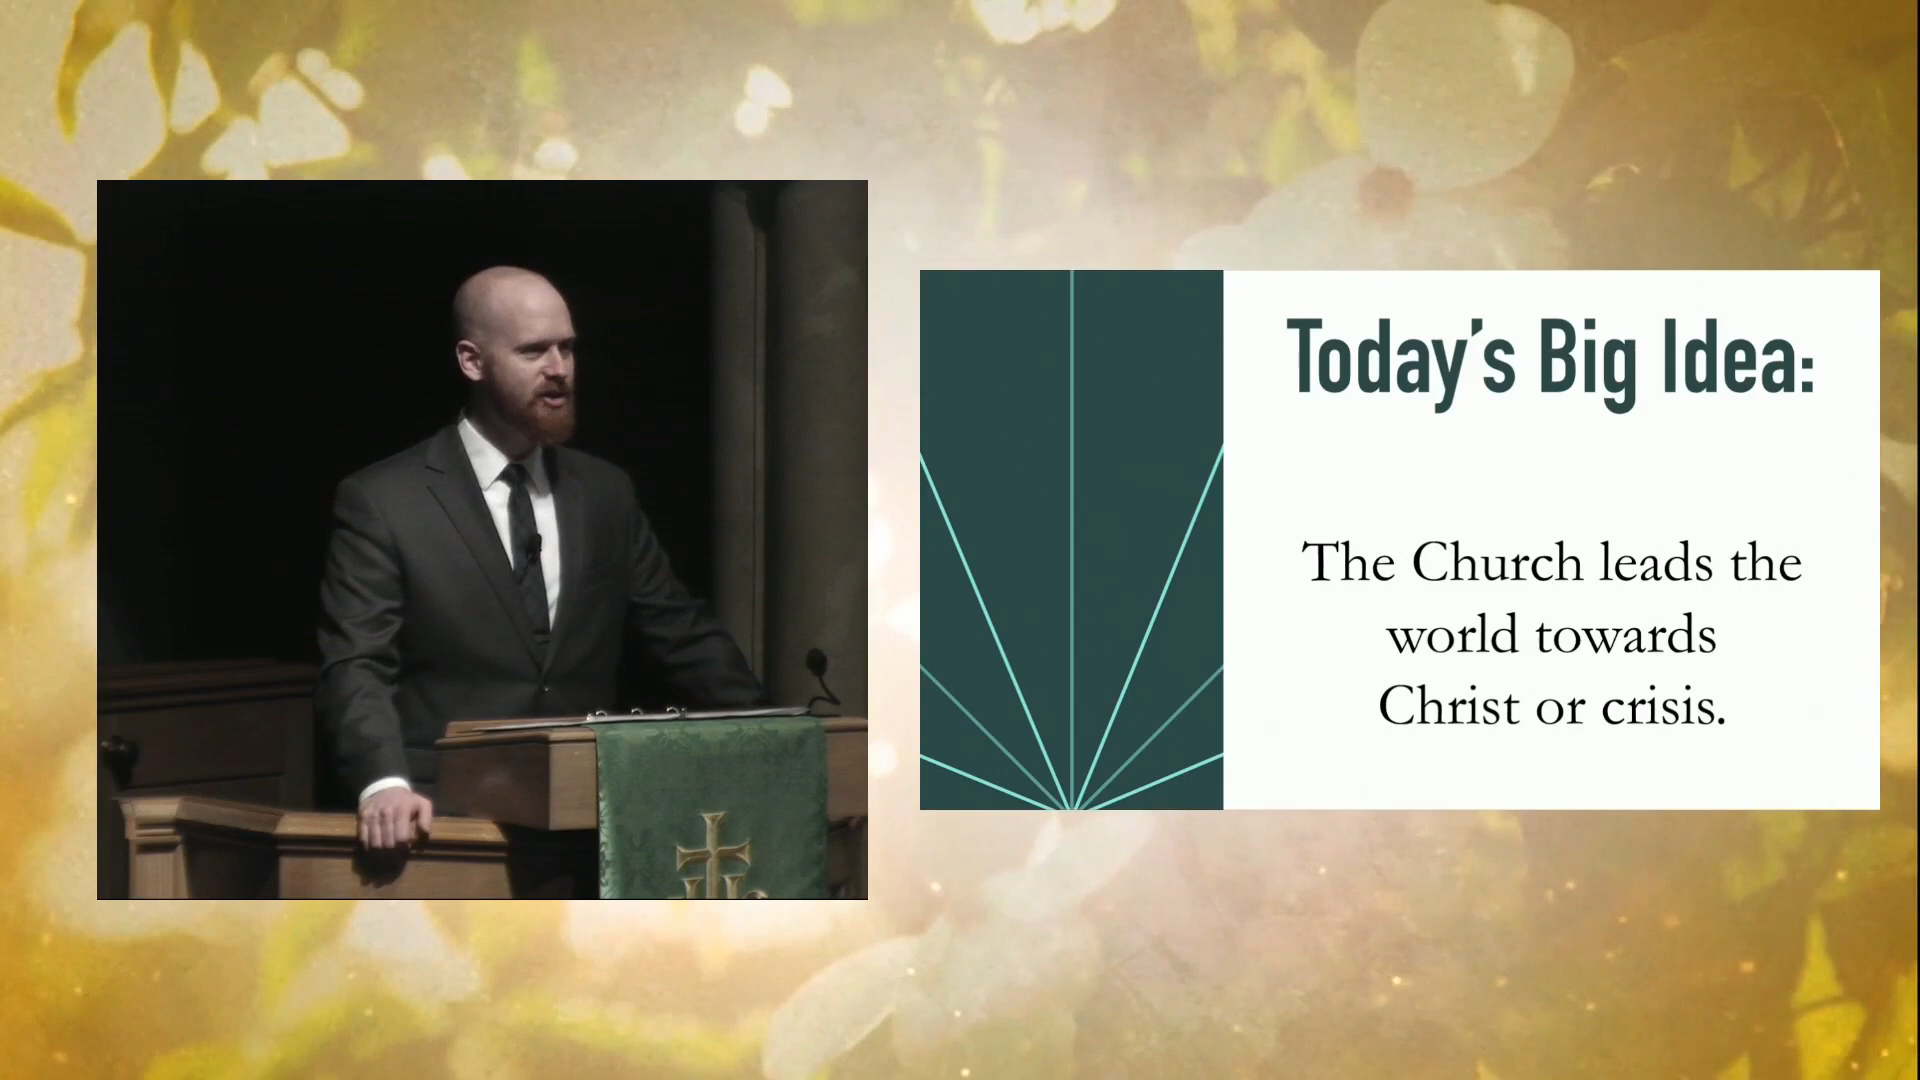 Today's Big Idea:
The Church leads the
world towards
Christ or crisis.